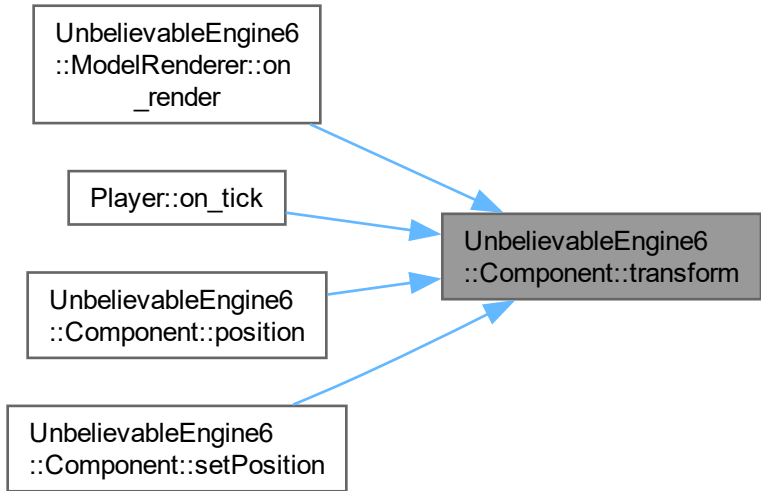 UnbelievableEngine6
::ModelRenderer::on
_render
Player::on_tick
UnbelievableEngine6
::Component::transform
UnbelievableEngine6
::Component::position
UnbelievableEngine6
::Component::setPosition